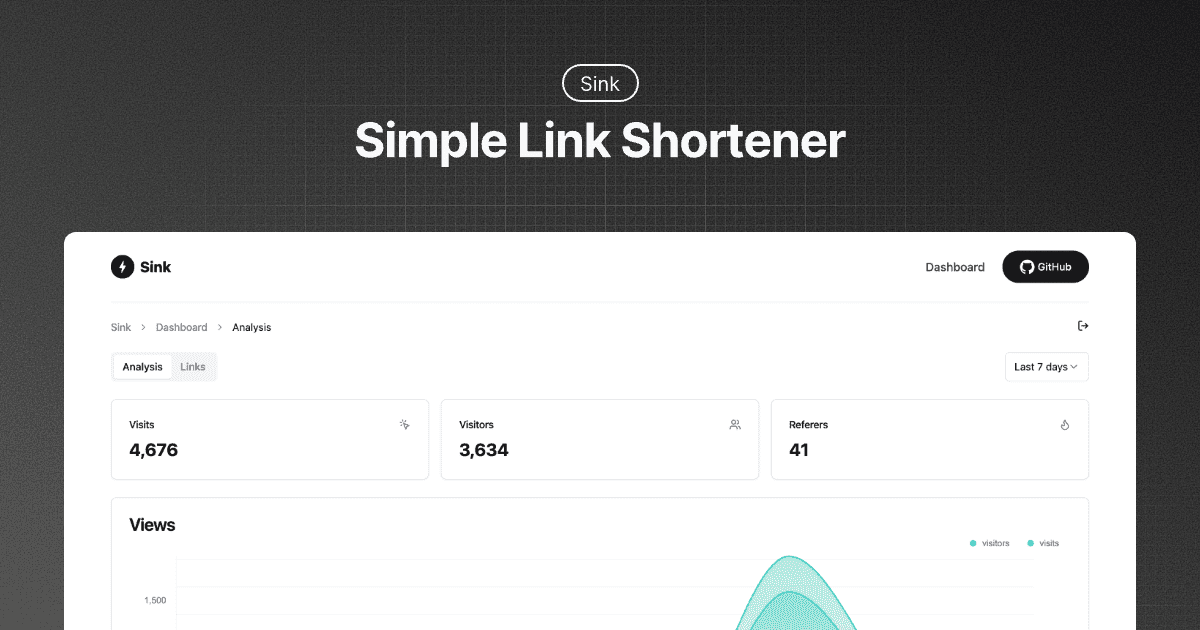 Sink
Simple Link Shortener
Sink
Dashboard
GitHub
Sink > Dashboard > Analysis
Analysis
Links
Last 7 days
Visits
4,676
Visitors
3,634
Referers
41
Views
visitors
visits
1,500